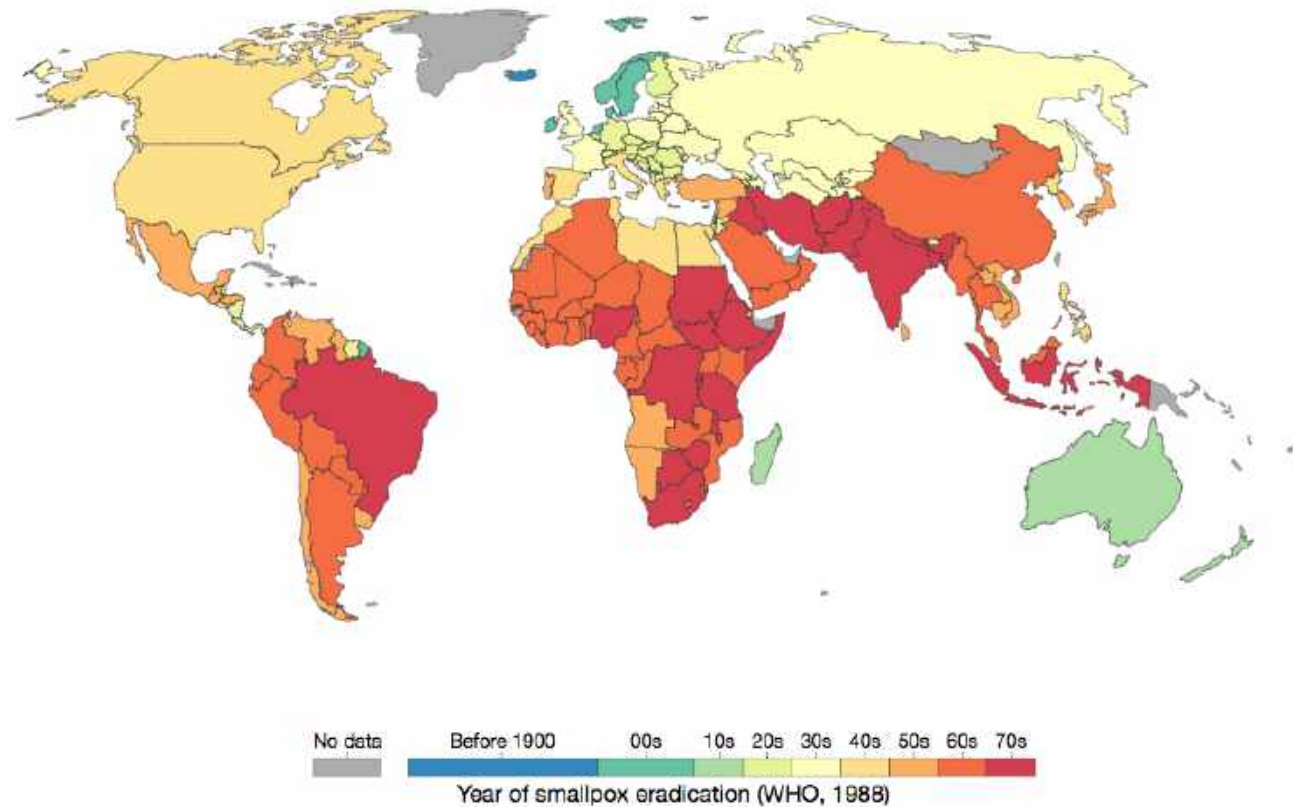 No data Before 1900 00s 10s 20s 30s 40s 50s 60s 70s
Year of smallpox eradication (WHO, 1988)